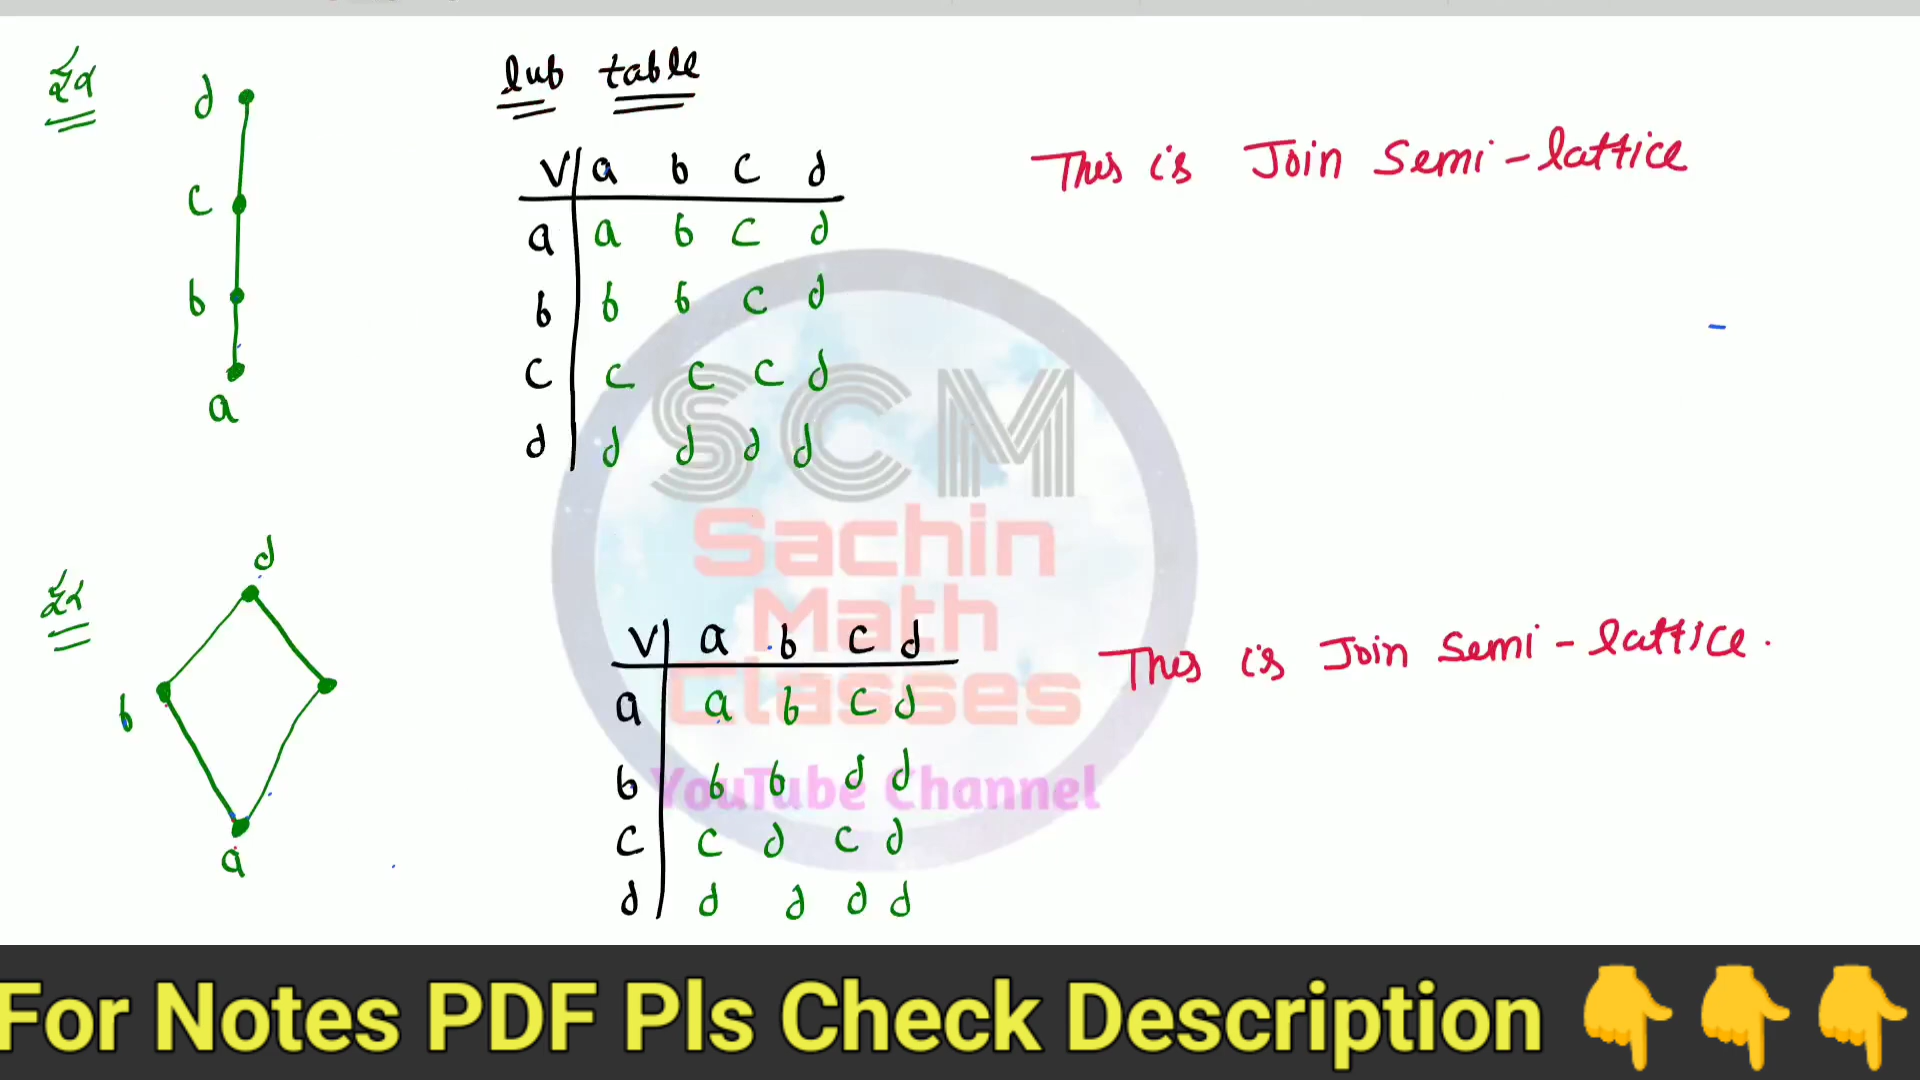 Ex
d
c
b
a
lub table
V a b c d
a a b c d
b b b c d
c c c c d
d d d d d
This is Join Semi-lattice
SCM
Sachin
Math
Classes
YouTube Channel
Ex
d
b
a
V a b c d
a a b c d
b b b d d
c c d c d
d d d d d
This is Join Semi-lattice.
For Notes PDF Pls Check Description